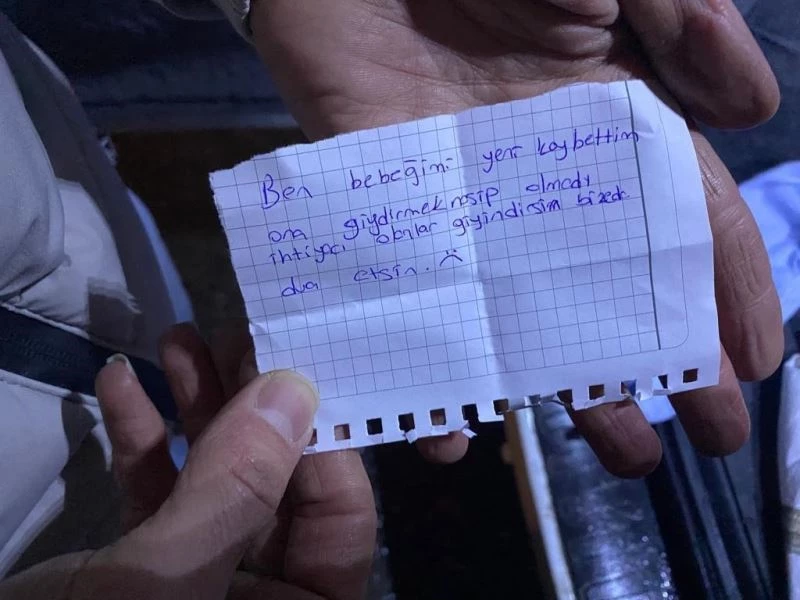 Ben bebeğimi yeni kaybettim
ona giydirmek nasip olmadı
ihtiyacı olanlar giyindirsin bizede
dua etsin. :(